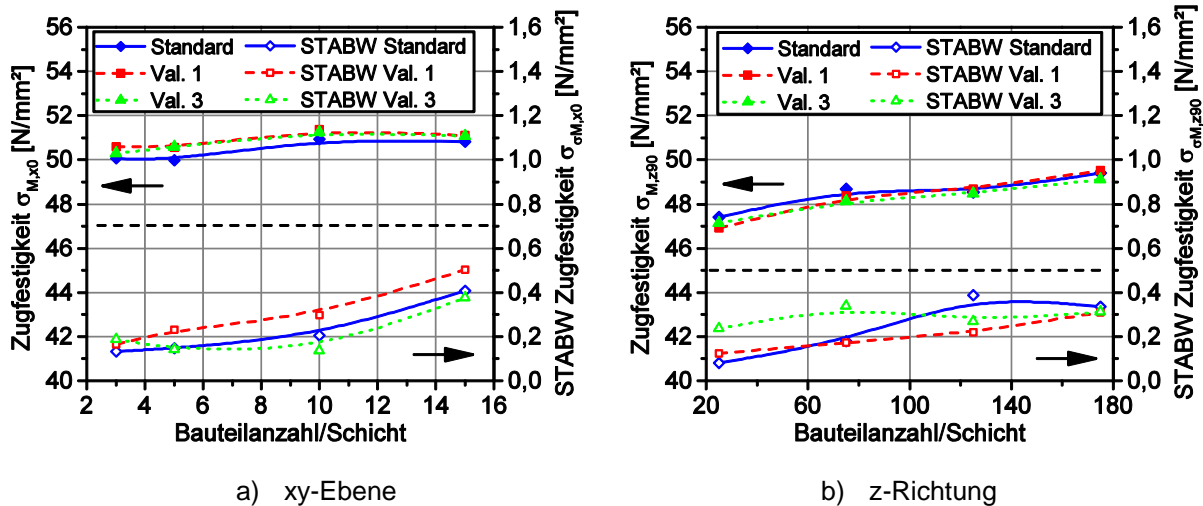 56
54
52
50
48
46
44
42
40
Zugfestigkeit σM,x0 [N/mm²]
Standard
Val. 1
Val. 3
STABW Standard
STABW Val. 1
STABW Val. 3
1,6
1,4
1,2
1,0
0,8
0,6
0,4
0,2
0,0
STABW Zugfestigkeit σσM,x0 [N/mm²]
2 4 6 8 10 12 14 16
Bauteilanzahl/Schicht
a) xy-Ebene
56
54
52
50
48
46
44
42
40
Zugfestigkeit σM,z90 [N/mm²]
Standard
Val. 1
Val. 3
STABW Standard
STABW Val. 1
STABW Val. 3
1,6
1,4
1,2
1,0
0,8
0,6
0,4
0,2
0,0
STABW Zugfestigkeit σσM,z90 [N/mm²]
20 60 100 140 180
Bauteilanzahl/Schicht
b) z-Richtung